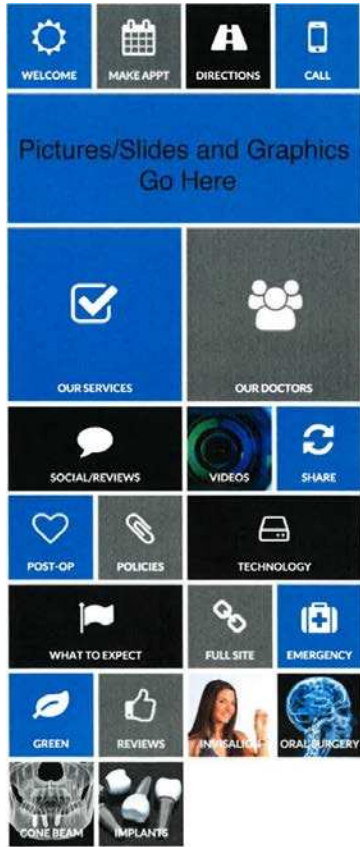 WELCOME
MAKE APPT
DIRECTIONS
CALL
Pictures/Slides and Graphics
Go Here
OUR SERVICES
OUR DOCTORS
SOCIAL/REVIEWS
VIDEOS
SHARE
POST-OP
POLICIES
TECHNOLOGY
WHAT TO EXPECT
FULL SITE
EMERGENCY
GREEN
REVIEWS
INVISALIGN
ORAL SURGERY
CONE BEAM
IMPLANTS